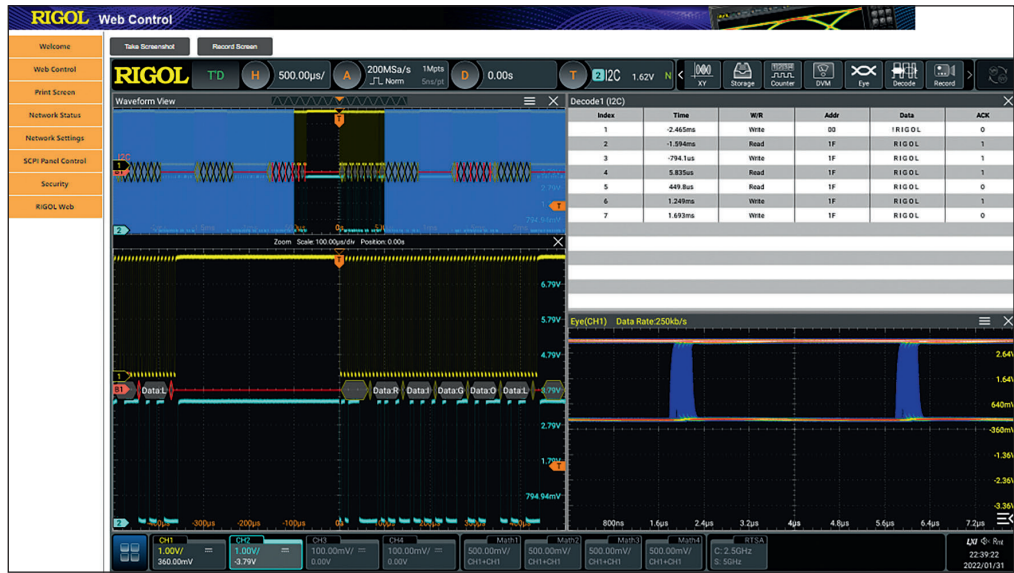 RIGOL Web Control
Welcome
Web Control
Print Screen
Network Status
Network Settings
SCPI Panel Control
Security
RIGOL Web
Take Screenshot Record Screen
RIGOL T'D H 500.00μs/ A 200MSa/s 1Mpts Norm 5ns/pt D 0.00s T 2 I2C 1.62V N
XY Storage Counter DVM Eye Decode Record
Waveform View
T
1
2
794.94mV
Zoom Scale:100.00μs/div Position:0.00s
T
6.79V
5.79V
4.79V
1
B1 Data:L Data:R Data:I Data:G Data:O Data:L 3.79V
2.79V
1.79V
T
794.94mV
2 -300μs -200μs -100μs
Decode1 (I2C)
Index Time W/R Addr Data ACK
1 -2.465ms Write 00 !RIGOL 0
2 -1.594ms Read 1F RIGOL 1
3 -794.1us Write 1F RIGOL 1
4 5.835us Read 1F RIGOL 1
5 449.8us Read 1F RIGOL 0
6 1.249ms Write 1F RIGOL 1
7 1.693ms Write 1F RIGOL 0
Eye(CH1) Data Rate:250kb/s
2.64V
1.64V
640mV
-360mV
-1.36V
-2.36V
-3.36V
800ns 1.6μs 2.4μs 3.2μs 4μs 4.8μs 5.6μs 6.4μs 7.2μs
CH1 CH2 CH3 CH4 Math1 Math2 Math3 Math4 RTSA
1.00V/ 1.00V/ 100.00mV/ 100.00mV/ 500.00mV/ 500.00mV/ 500.00mV/ 500.00mV/ C: 2.5GHz
360.00mV -3.79V 0.00V 0.00V CH1+CH1 CH1+CH1 CH1+CH1 CH1+CH1 S: 5GHz
LXI Rmt
22:39:22
2022/01/31